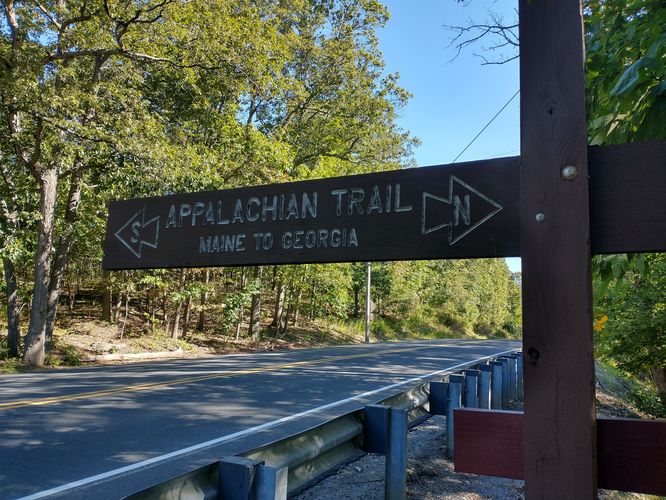 S APPALACHIAN TRAIL N
MAINE TO GEORGIA